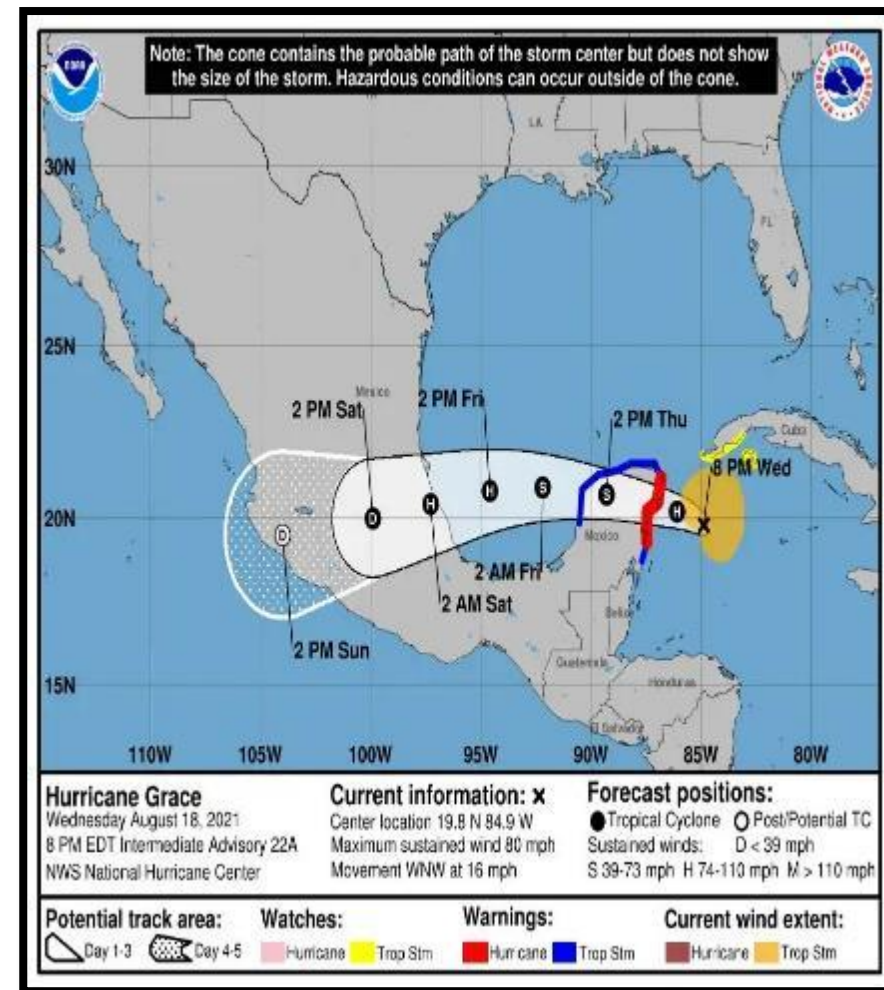 Note: The cone contains the probable path of the storm center but does not show
the size of the storm. Hazardous conditions can occur outside of the cone.
NOAA
NATIONAL WEATHER SERVICE
LA
30N
FL
25N
Mexico
2 PM Sat
2 PM Fri
2 PM Thu
Cuba
8 PM Wed
S
H
H
S
H
D
20N
D
Mexico
2 AM Fri
2 AM Sat
Belize
2 PM Sun
Guatemala
15N
Honduras
El Salvador
110W 105W 100W 95W 90W 85W 80W
Hurricane Grace
Wednesday August 18, 2021
8 PM EDT Intermediate Advisory 22A
NWS National Hurricane Center
Current information: x
Center location 19.8 N 84.9 W
Maximum sustained wind 80 mph
Movement WNW at 16 mph
Forecast positions:
Tropical Cyclone Post/Potential TC
Sustained winds: D < 39 mph
S 39-73 mph H 74-110 mph M > 110 mph
Potential track area:
Day 1-3 Day 4-5
Watches:
Hurricane Trop Stm
Warnings:
Hurricane Trop Stm
Current wind extent:
Hurricane Trop Stm